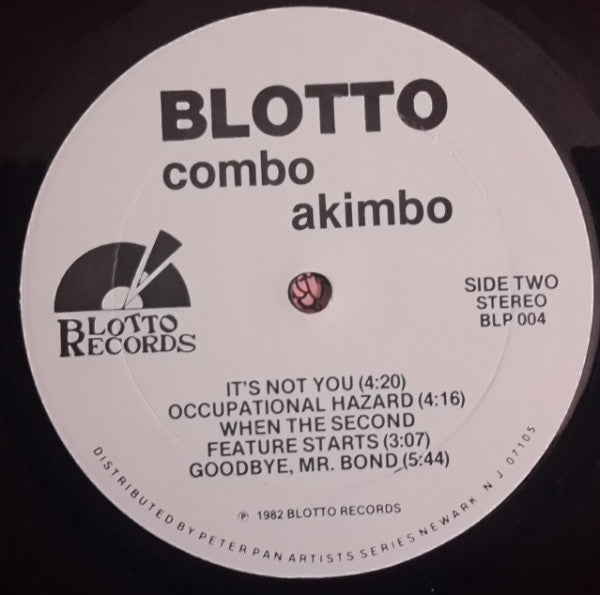 BLOTTO
combo
akimbo
BLOTTO
RECORDS
SIDE TWO
STEREO
BLP 004
IT'S NOT YOU (4:20)
OCCUPATIONAL HAZARD (4:16)
WHEN THE SECOND
FEATURE STARTS (3:07)
GOODBYE, MR. BOND (5:44)
℗ 1982 BLOTTO RECORDS
DISTRIBUTED BY PETER PAN ARTISTS SERIES NEWARK N J 07105